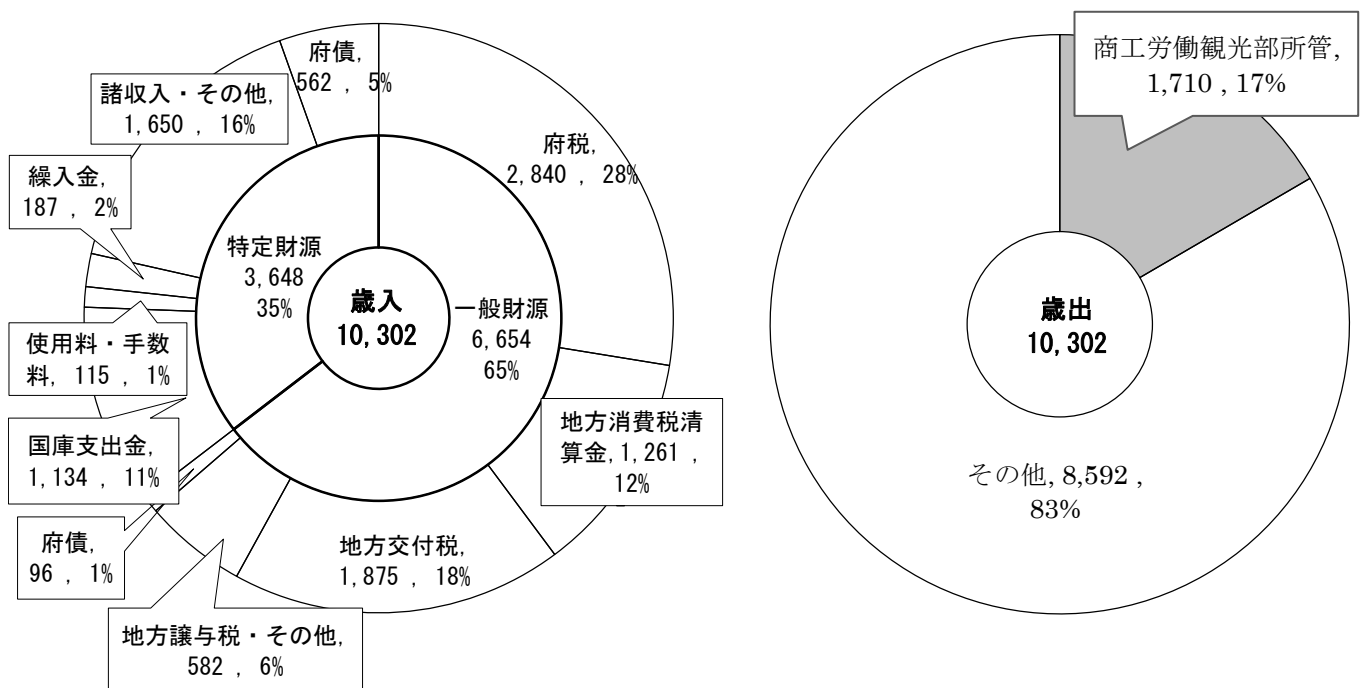 府債,
562 , 5%
諸収入・その他,
1,650 , 16%
繰入金,
187 , 2%
使用料・手数
料, 115 , 1%
国庫支出金,
1,134 , 11%
府債,
96 , 1%
地方譲与税・その他,
582 , 6%
地方交付税,
1,875 , 18%
地方消費税清
算金, 1,261 ,
12%
府税,
2,840 , 28%
特定財源
3,648
35%
歳入
10,302
一般財源
6,654
65%
商工労働観光部所管,
1,710 , 17%
歳出
10,302
その他, 8,592 ,
83%